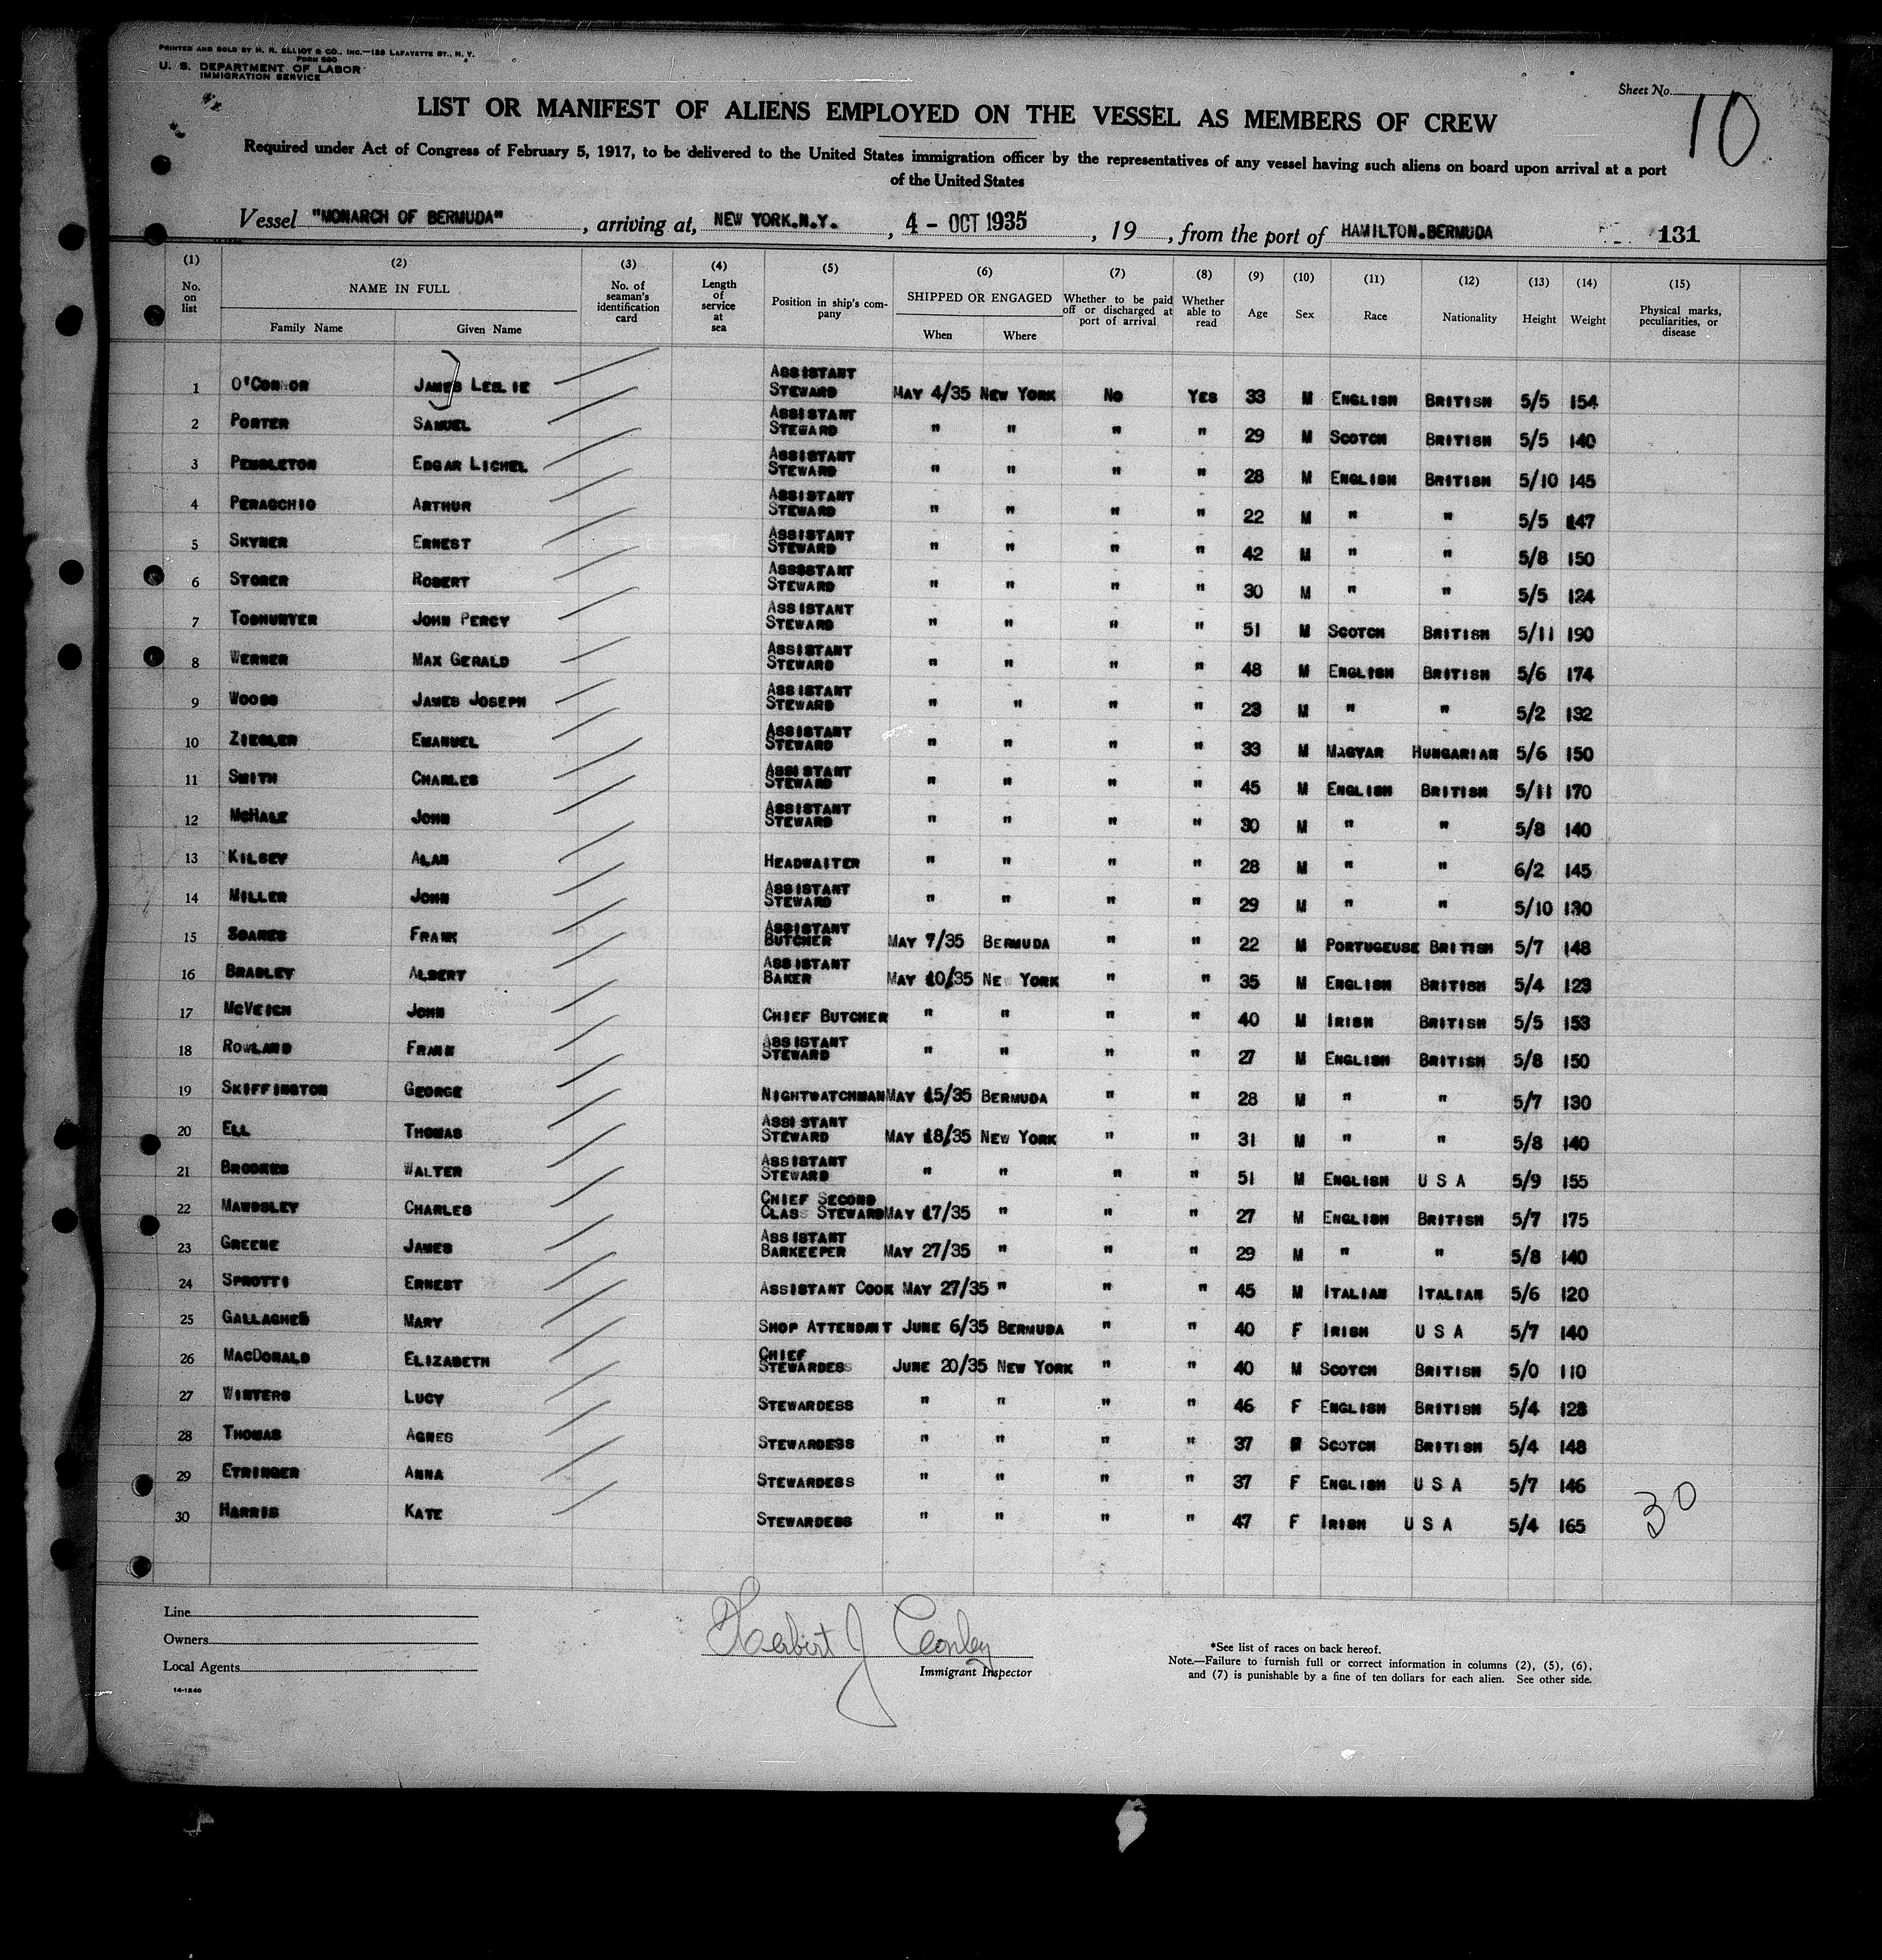 PRINTED AND SOLD BY H. R. ELLIOT & CO., INC.—129 LAFAYETTE ST., N. Y.
FORM 680
U. S. DEPARTMENT OF LABOR
IMMIGRATION SERVICE
Sheet No. 10
LIST OR MANIFEST OF ALIENS EMPLOYED ON THE VESSEL AS MEMBERS OF CREW
Required under Act of Congress of February 5, 1917, to be delivered to the United States immigration officer by the representatives of any vessel having such aliens on board upon arrival at a port
of the United States
Vessel "MONARCH OF BERMUDA", arriving at, NEW YORK.N.Y., 4 - OCT 1935, 19, from the port of HAMILTON.BERMUDA 131
(1) No. on list
(2) NAME IN FULL Family Name Given Name
(3) No. of seaman's identification card
(4) Length of service at sea
(5) Position in ship's company
(6) SHIPPED OR ENGAGED When Where
(7) Whether to be paid off or discharged at port of arrival
(8) Whether able to read
(9) Age
(10) Sex
(11) Race
(12) Nationality
(13) Height
(14) Weight
(15) Physical marks, peculiarities, or disease
1 O'CONNOR JAMES LESLIE ASSISTANT STEWARD MAY 4/35 NEW YORK NO YES 33 M ENGLISH BRITISH 5/5 154
2 PORTER SAMUEL ASSISTANT STEWARD " " " " 29 M SCOTCH BRITISH 5/5 140
3 PENDLETON EDGAR LICHEL ASSISTANT STEWARD " " " " 28 M ENGLISH BRITISH 5/10 145
4 PERAGCHIO ARTHUR ASSISTANT STEWARD " " " " 22 M " " 5/5 147
5 SKYNER ERNEST ASSISTANT STEWARD " " " " 42 M " " 5/8 150
6 STORER ROBERT ASSSSTANT STEWARD " " " " 30 M " " 5/5 124
7 TODHUNTER JOHN PERCY ASSISTANT STEWARD " " " " 51 M SCOTCH BRITISH 5/11 190
8 WERNER MAX GERALD ASSISTANT STEWARD " " " " 48 M ENGLISH BRITISH 5/6 174
9 WOODS JAMES JOSEPH ASSISTANT STEWARD " " " " 23 M " " 5/2 132
10 ZIEGLER EMANUEL ASSISTANT STEWARD " " " " 33 M MAGYAR HUNGARIAN 5/6 150
11 SMITH CHARLES ASSISTANT STEWARD " " " " 45 M ENGLISH BRITISH 5/11 170
12 MCHALE JOHN ASSISTANT STEWARD " " " " 30 M " " 5/8 140
13 KILSEY ALAN HEADWAITER " " " " 28 M " " 6/2 145
14 MILLER JOHN ASSISTANT STEWARD " " " " 29 M " " 5/10 130
15 SOARES FRANK ASSISTANT BUTCHER MAY 7/35 BERMUDA " " 22 M PORTUGEUSE BRITISH 5/7 148
16 BRADLEY ALBERT ASSISTANT BAKER MAY 10/35 NEW YORK " " 35 M ENGLISH BRITISH 5/4 123
17 MCVEIGH JOHN CHIEF BUTCHER " " " " 40 M IRISH BRITISH 5/5 153
18 ROWLAND FRANK ASSISTANT STEWARD " " " " 27 M ENGLISH BRITISH 5/8 150
19 SKIFFINGTON GEORGE NIGHTWATCHMAN MAY 15/35 BERMUDA " " 28 M " " 5/7 130
20 ELL THOMAS ASSISTANT STEWARD MAY 18/35 NEW YORK " " 31 M " " 5/8 140
21 BROOKES WALTER ASSISTANT STEWARD " " " " 51 M ENGLISH U S A 5/9 155
22 MAWDSLEY CHARLES CHIEF SECOND CLASS STEWARD MAY 17/35 " " " 27 M ENGLISH BRITISH 5/7 175
23 GREENE JAMES ASSISTANT BARKEEPER MAY 27/35 " " " 29 M " " 5/8 140
24 SPROTTI ERNEST ASSISTANT COOK MAY 27/35 " " " 45 M ITALIAN ITALIAN 5/6 120
25 GALLAGHER MARY SHOP ATTENDANT JUNE 6/35 BERMUDA " " 40 F IRISH U S A 5/7 140
26 MACDONALD ELIZABETH CHIEF STEWARDESS JUNE 20/35 NEW YORK " " 40 M SCOTCH BRITISH 5/0 110
27 WINTERS LUCY STEWARDESS " " " " 46 F ENGLISH BRITISH 5/4 128
28 THOMAS AGNES STEWARDESS " " " " 37 SCOTCH BRITISH 5/4 148
29 ETRINGER ANNA STEWARDESS " " " " 37 F ENGLISH U S A 5/7 146
30 HARRIS KATE STEWARDESS " " " " 47 F IRISH U S A 5/4 165
30
Line
Owners
Local Agents
14-1240
Herbert J Conley
Immigrant Inspector
*See list of races on back hereof.
Note.—Failure to furnish full or correct information in columns (2), (5), (6),
and (7) is punishable by a fine of ten dollars for each alien. See other side.